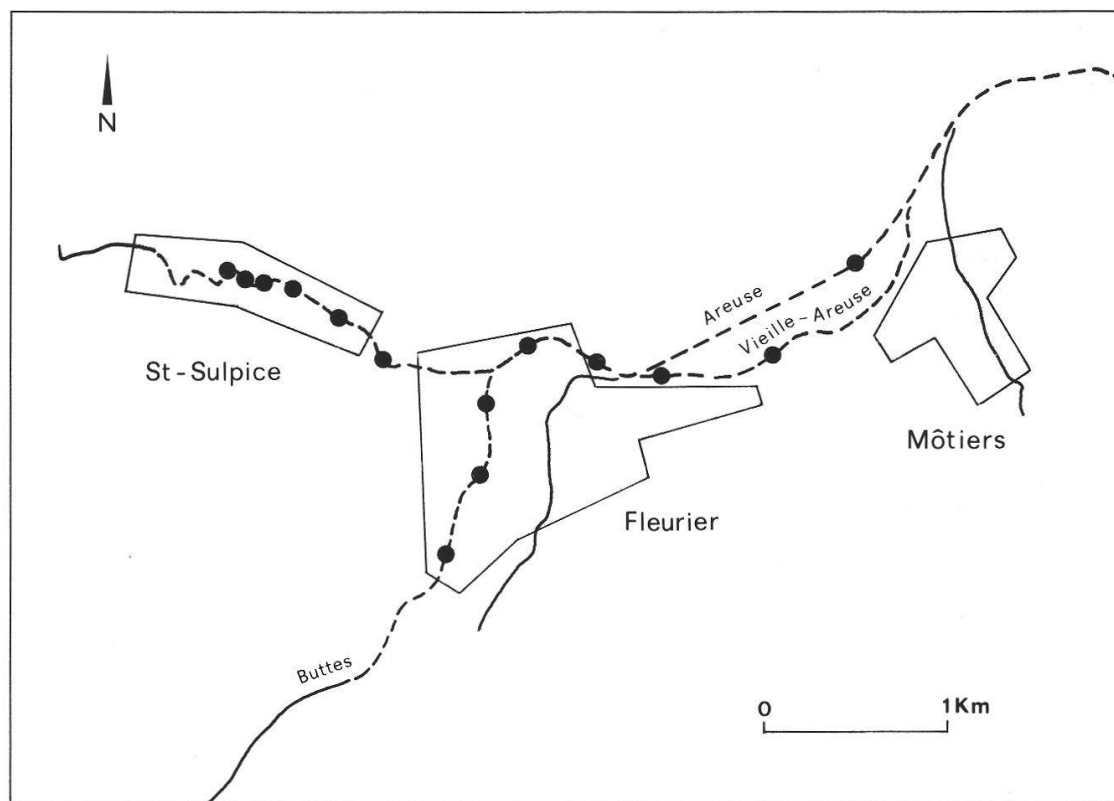 N
Areuse
Vieille-Areuse
St-Sulpice
Môtiers
Fleurier
Buttes
0 1Km